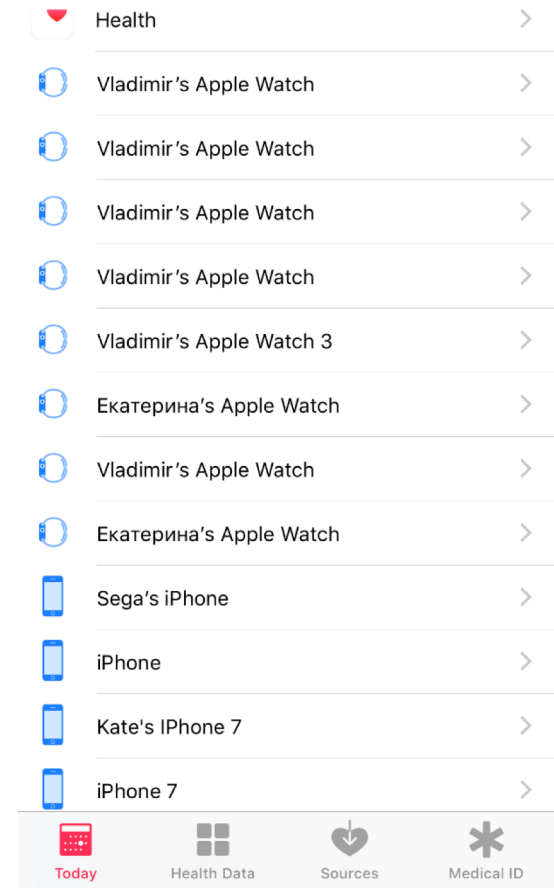 Health
Vladimir's Apple Watch
Vladimir's Apple Watch
Vladimir's Apple Watch
Vladimir's Apple Watch
Vladimir's Apple Watch 3
Екатерина's Apple Watch
Vladimir's Apple Watch
Екатерина's Apple Watch
Sega's iPhone
iPhone
Kate's IPhone 7
iPhone 7
Today Health Data Sources Medical ID